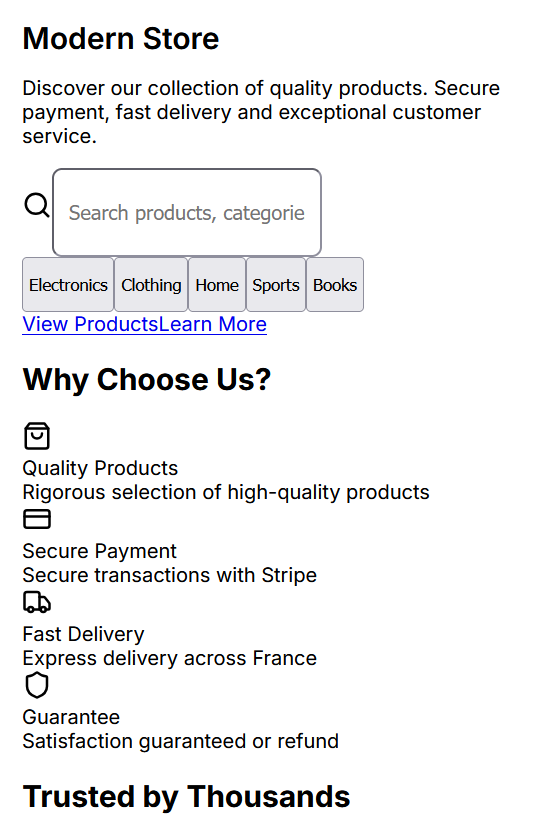 Modern Store
Discover our collection of quality products. Secure
payment, fast delivery and exceptional customer
service.
Search products, categorie
Electronics Clothing Home Sports Books
View ProductsLearn More
Why Choose Us?
Quality Products
Rigorous selection of high-quality products
Secure Payment
Secure transactions with Stripe
Fast Delivery
Express delivery across France
Guarantee
Satisfaction guaranteed or refund
Trusted by Thousands